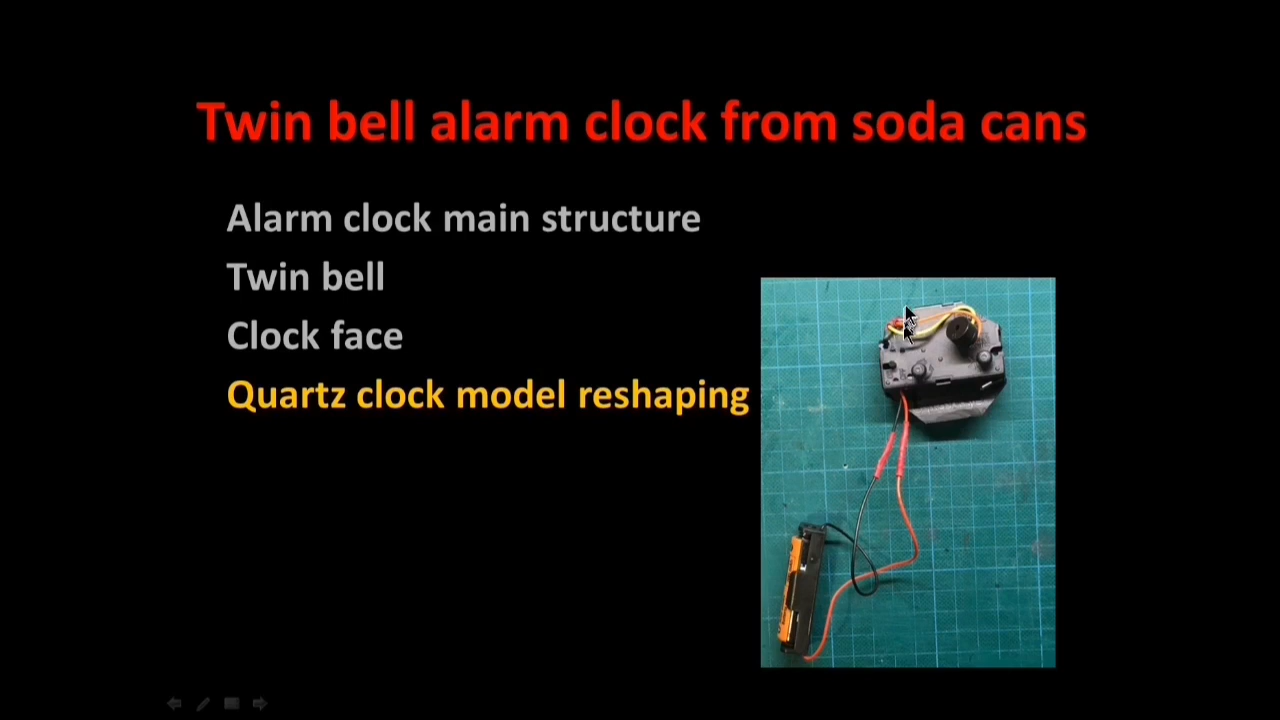 Twin bell alarm clock from soda cans
Alarm clock main structure
Twin bell
Clock face
Quartz clock model reshaping